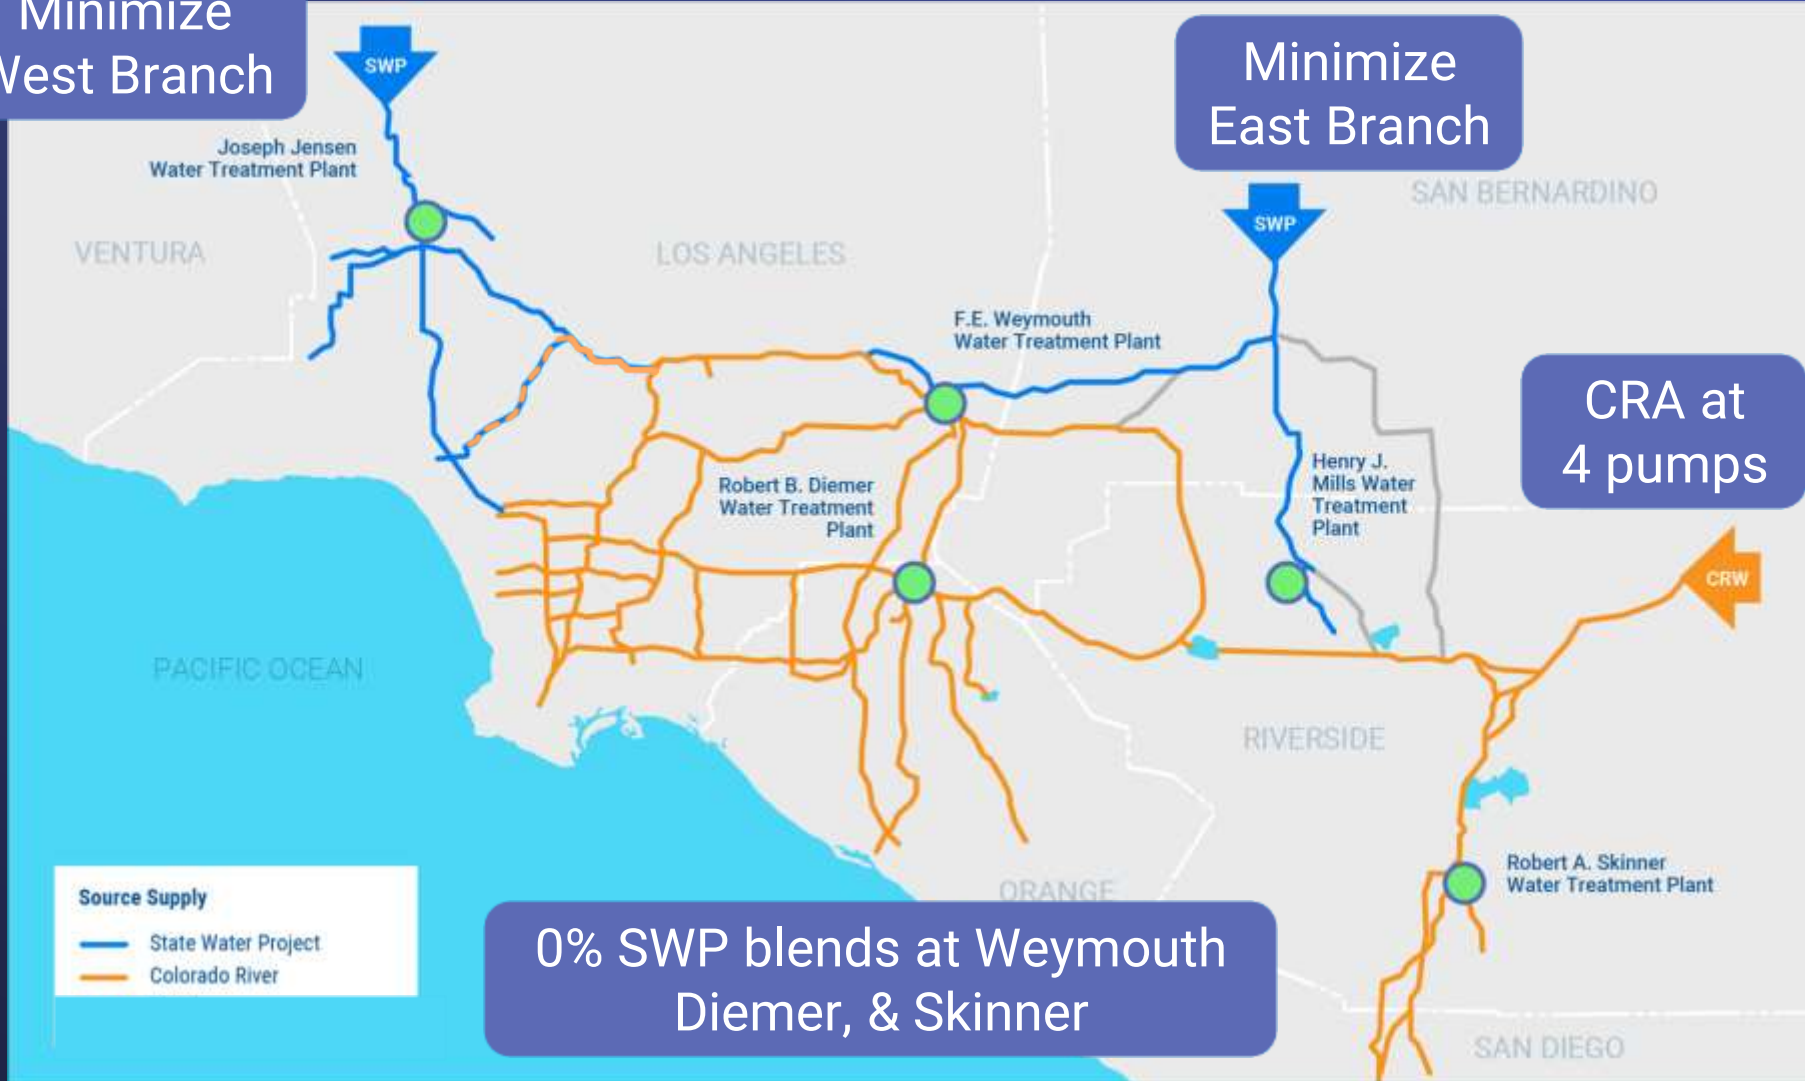 Minimize
West Branch
SWP
Minimize
East Branch
Joseph Jensen
Water Treatment Plant
SAN BERNARDINO
SWP
VENTURA
LOS ANGELES
F.E. Weymouth
Water Treatment Plant
CRA at
4 pumps
Henry J.
Mills Water
Treatment
Plant
Robert B. Diemer
Water Treatment
Plant
CRW
PACIFIC OCEAN
RIVERSIDE
Robert A. Skinner
Water Treatment Plant
ORANGE
Source Supply
State Water Project
Colorado River
0% SWP blends at Weymouth
Diemer, & Skinner
SAN DIEGO